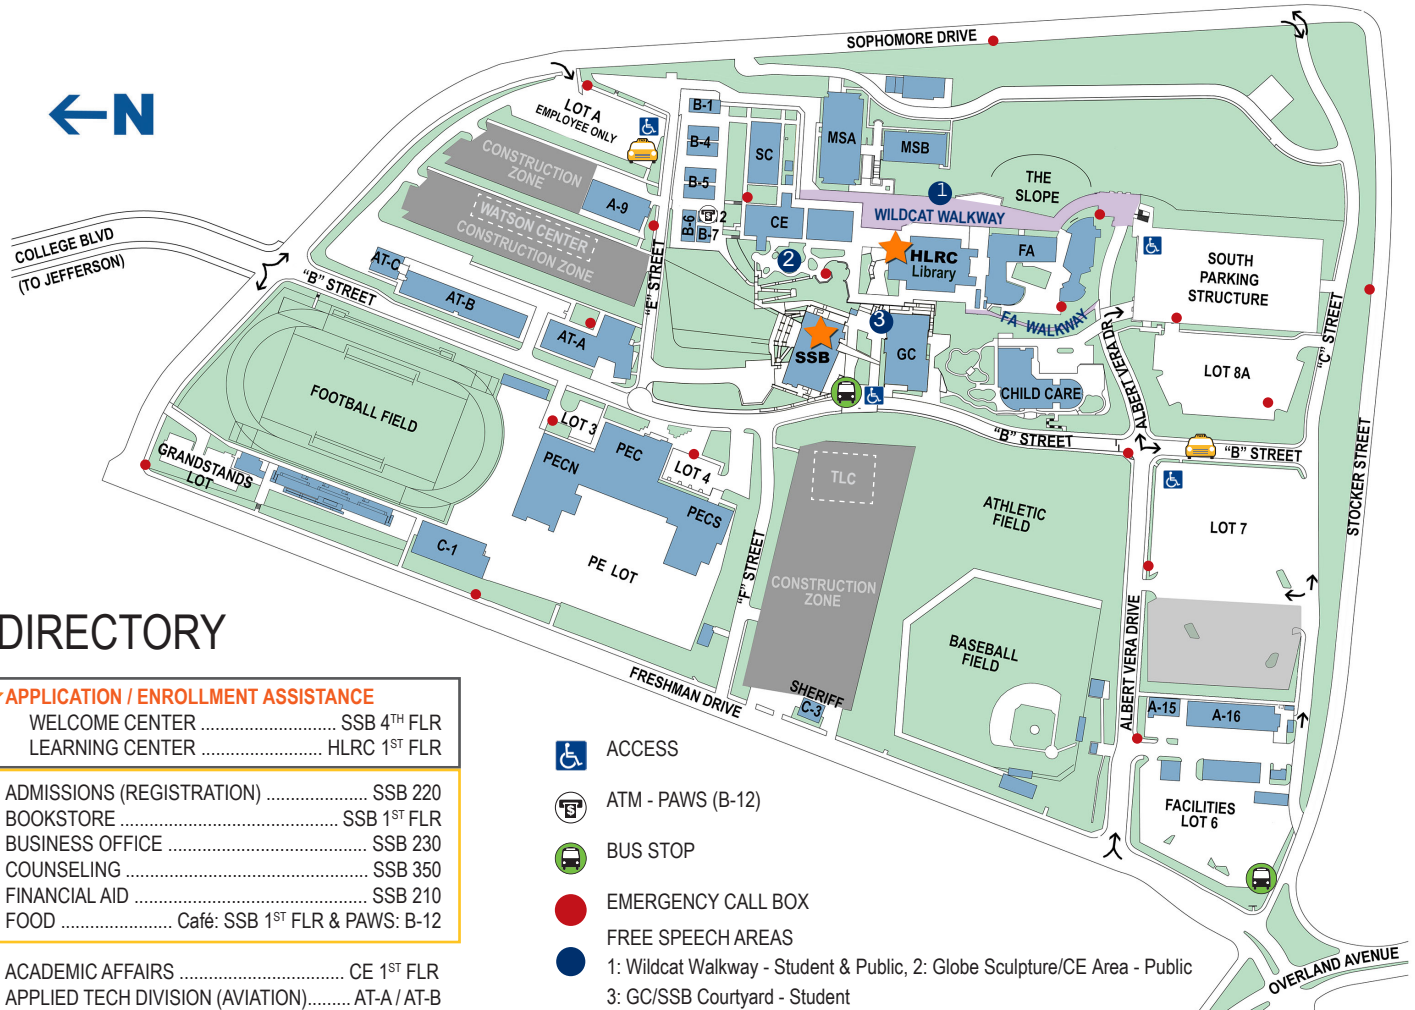 SOPHOMORE DRIVE
N
LOT A
EMPLOYEE ONLY
B-1
B-4
B-5
B-6
B-7
2
SC
MSA
MSB
CONSTRUCTION
ZONE
A-9
WATSON CENTER
CONSTRUCTION ZONE
CE
1
WILDCAT WALKWAY
THE
SLOPE
COLLEGE BLVD
(TO JEFFERSON)
"B" STREET
AT-C
AT-B
AT-A
"E" STREET
2
HLRC
Library
FA
FA WALKWAY
SOUTH
PARKING
STRUCTURE
3
SSB
GC
CHILD CARE
ALBERT VERA DR
LOT 8A
"C" STREET
STOCKER STREET
FOOTBALL FIELD
GRANDSTANDS
LOT
LOT 3
PECN
PEC
LOT 4
PECS
"B" STREET
"B" STREET
TLC
ATHLETIC
FIELD
LOT 7
C-1
PE LOT
"F" STREET
CONSTRUCTION
ZONE
BASEBALL
FIELD
ALBERT VERA DRIVE
FRESHMAN DRIVE
SHERIFF
C-3
A-15
A-16
FACILITIES
LOT 6
OVERLAND AVENUE
DIRECTORY
APPLICATION / ENROLLMENT ASSISTANCE
WELCOME CENTER ............................ SSB 4TH FLR
LEARNING CENTER ......................... HLRC 1ST FLR
ADMISSIONS (REGISTRATION) ..................... SSB 220
BOOKSTORE ............................................. SSB 1ST FLR
BUSINESS OFFICE ......................................... SSB 230
COUNSELING .................................................. SSB 350
FINANCIAL AID ................................................ SSB 210
FOOD ....................... Café: SSB 1ST FLR & PAWS: B-12
ACADEMIC AFFAIRS .................................. CE 1ST FLR
APPLIED TECH DIVISION (AVIATION)......... AT-A / AT-B
ACCESS
$
ATM - PAWS (B-12)
BUS STOP
EMERGENCY CALL BOX
FREE SPEECH AREAS
1: Wildcat Walkway - Student & Public, 2: Globe Sculpture/CE Area - Public
3: GC/SSB Courtyard - Student